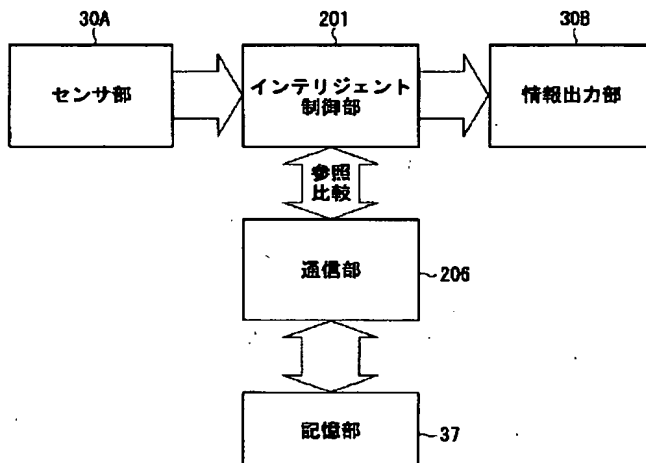 30A
201
30B
センサ部
インテリジェント
制御部
情報出力部
参照
比較
通信部
206
記憶部
37